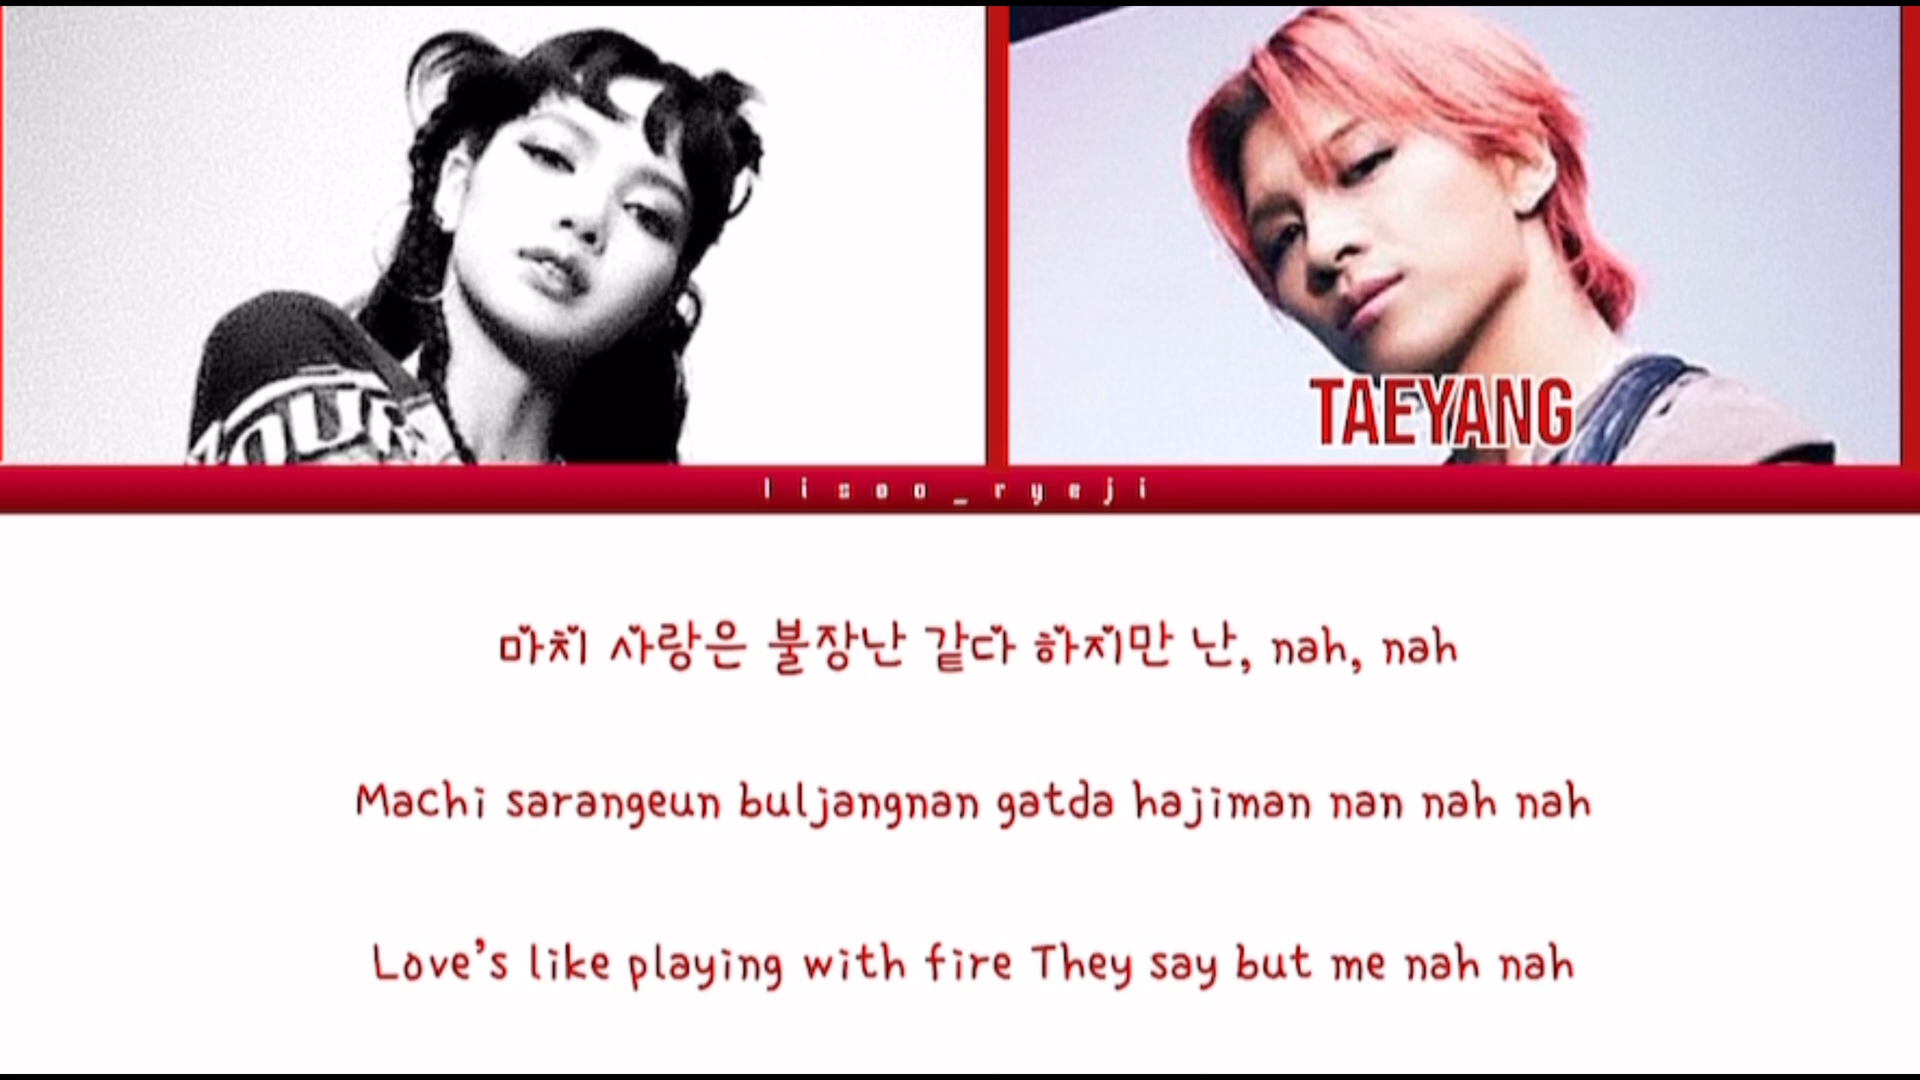 TAEYANG
lisoo_ryeji
마치 사랑은 불장난 같다 하지만 난, nah, nah
Machi sarangeun buljangnan gatda hajiman nan nah nah
Love's like playing with fire They say but me nah nah